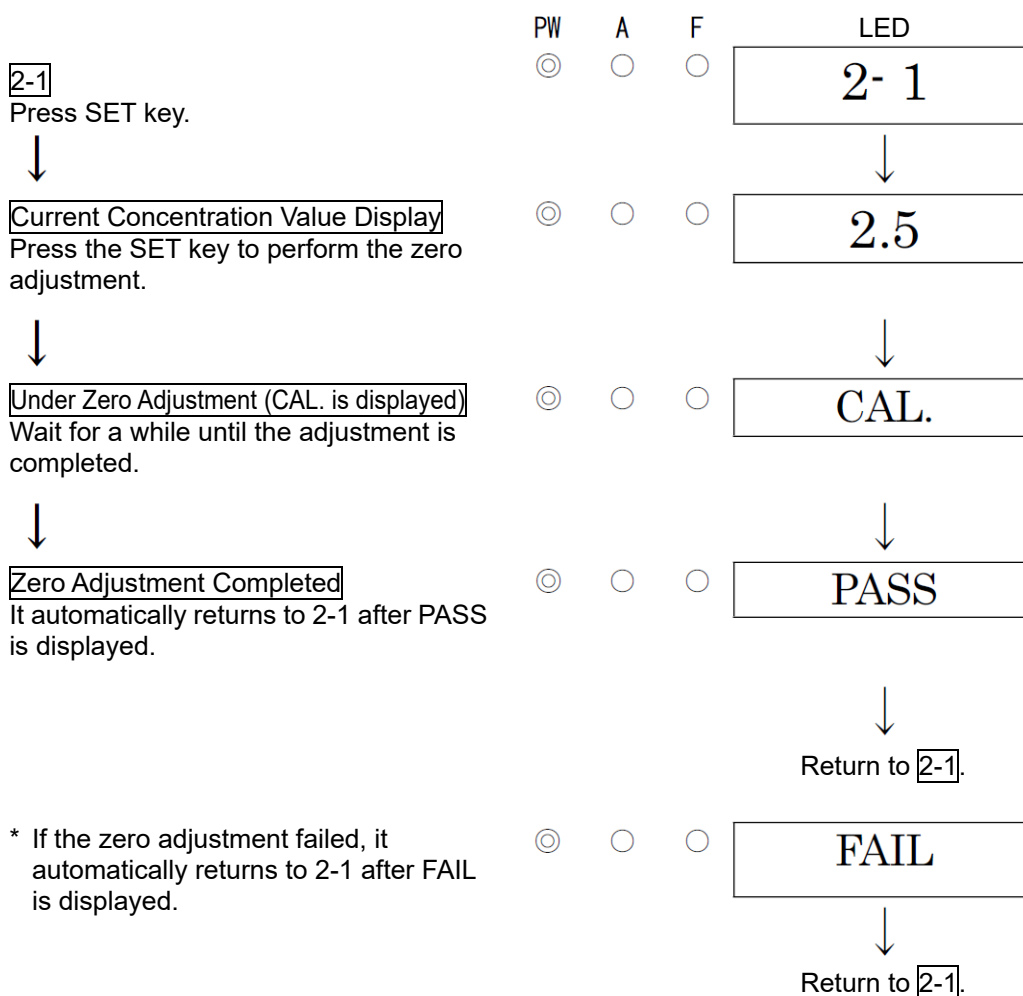 PW A F LED
2-1
Press SET key.
2- 1
Current Concentration Value Display
Press the SET key to perform the zero
adjustment.
2.5
Under Zero Adjustment (CAL. is displayed)
Wait for a while until the adjustment is
completed.
CAL.
Zero Adjustment Completed
It automatically returns to 2-1 after PASS
is displayed.
PASS
Return to 2-1.
* If the zero adjustment failed, it
automatically returns to 2-1 after FAIL
is displayed.
FAIL
Return to 2-1.